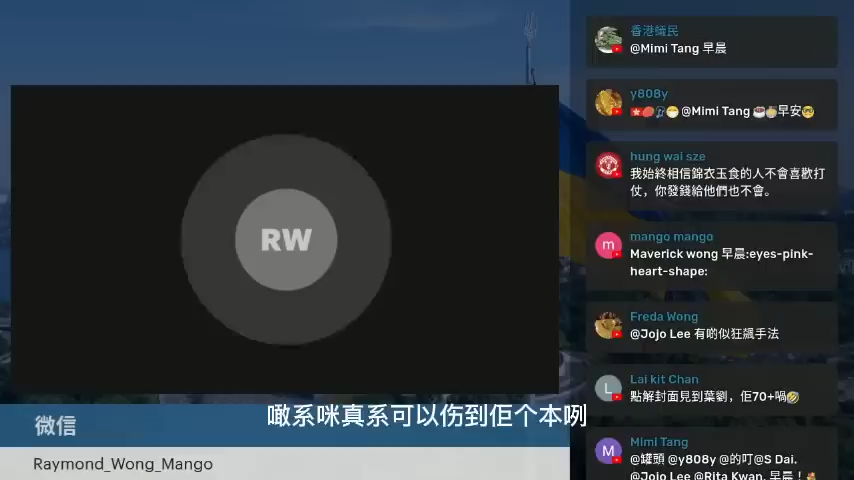 RW
噉系咪真系可以伤到佢个本咧
微信
Raymond_Wong_Mango
香港幟民
@Mimi Tang 早晨
y808y
@Mimi Tang 早安
hung wai sze
我始終相信錦衣玉食的人不會喜歡打
仗，你發錢給他們也不會。
mango mango
Maverick wong 早晨:eyes-pink-
heart-shape:
Freda Wong
@Jojo Lee 有啲似狂飆手法
Lai kit Chan
點解封面見到葉劉，佢70+喎🤣
Mimi Tang
@罐頭 @y808y @的叮@S Dai.
@Jojo Lee @Rita Kwan. 早晨！